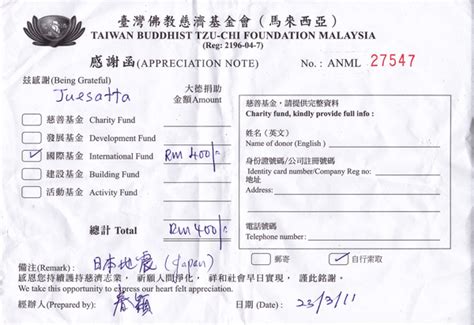 臺灣佛教慈濟基金會（馬來西亞）
TAIWAN BUDDHIST TZU-CHI FOUNDATION MALAYSIA
(Reg: 2196-04-7)
感謝函(APPRECIATION NOTE)
No. : ANML 27547
茲感謝(Being Grateful)
Juesatta
大德捐助
金額Amount
慈善基金 Charity Fund
發展基金 Development Fund
國際基金 International Fund RM 400/-
建設基金 Building Fund
活動基金 Activity Fund
總計 Total RM 400/-
慈善基金，請提供完整資料
Charity fund, kindly provide full info :
姓名（英文）
Name of donor (English) :
身份證號碼/公司註冊號碼
Identity card number/Company Reg no:
地址
Address:
電話號碼
Telephone number:
郵寄 自行索取
備注(Remark): 日本地震 (Japan)
感恩您持續護持慈濟志業，祈願人間淨化，祥和社會早日實現，謹此銘謝。
We take this opportunity to express our heart felt appreciation.
經辦人(Prepared by):
日期(Date): 23/3/11